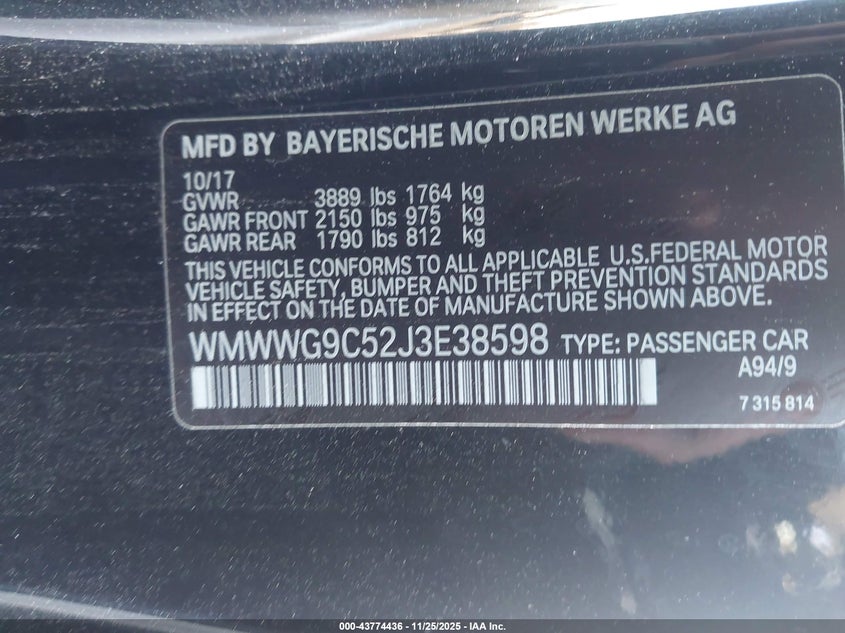 MFD BY BAYERISCHE MOTOREN WERKE AG
10/17
GVWR 3889 lbs 1764 kg
GAWR FRONT 2150 lbs 975 kg
GAWR REAR 1790 lbs 812 kg
THIS VEHICLE CONFORMS TO ALL APPLICABLE U.S.FEDERAL MOTOR
VEHICLE SAFETY, BUMPER AND THEFT PREVENTION STANDARDS
IN EFFECT ON THE DATE OF MANUFACTURE SHOWN ABOVE.
WMWWG9C52J3E38598 TYPE: PASSENGER CAR
A94/9
7 315 814
000-43774436 - 11/25/2025 - IAA Inc.